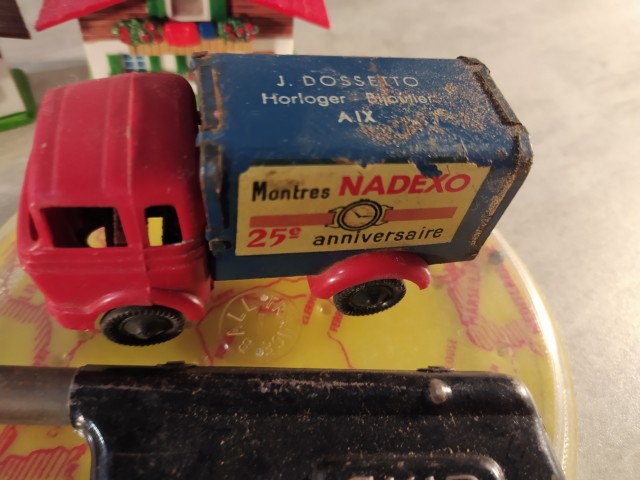 J. DOSSETTO
Horloger - Bijoutier
AIX
Montres NADEXO
25e anniversaire